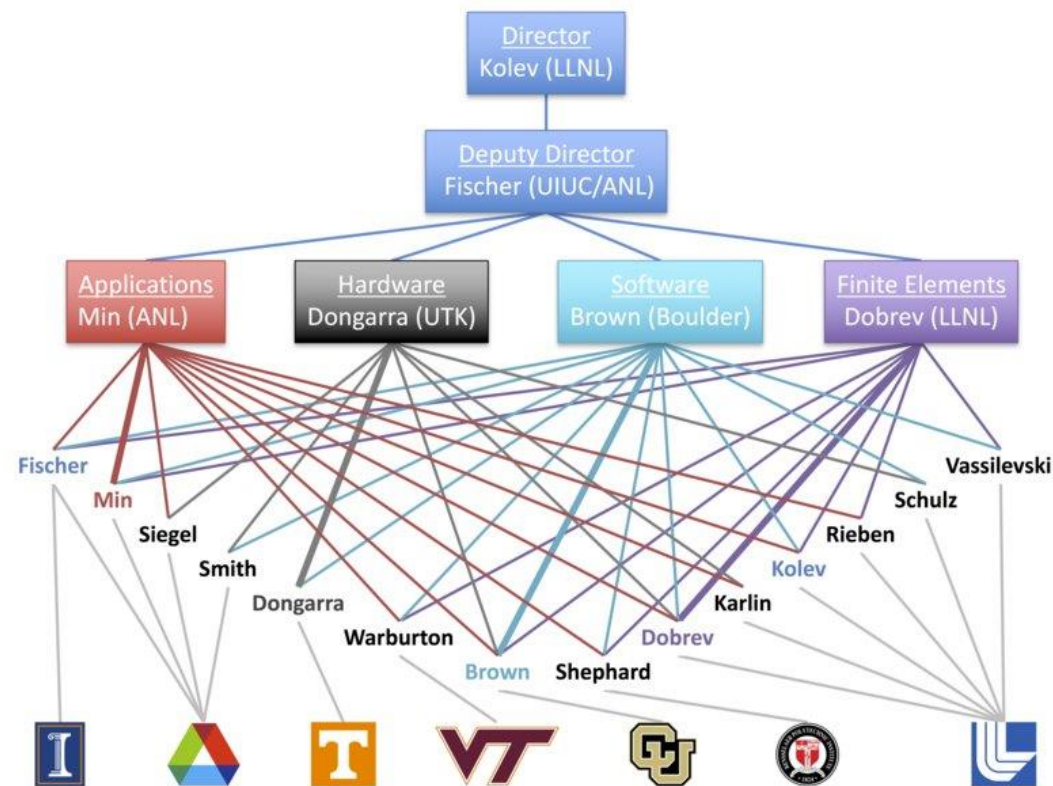 Director
Kolev (LLNL)
Deputy Director
Fischer (UIUC/ANL)
Applications
Min (ANL)
Hardware
Dongarra (UTK)
Software
Brown (Boulder)
Finite Elements
Dobrev (LLNL)
Fischer
Vassilevski
Min
Schulz
Siegel
Rieben
Smith
Kolev
Dongarra
Karlin
Warburton
Dobrev
Brown
Shephard
I
T
VT
CU